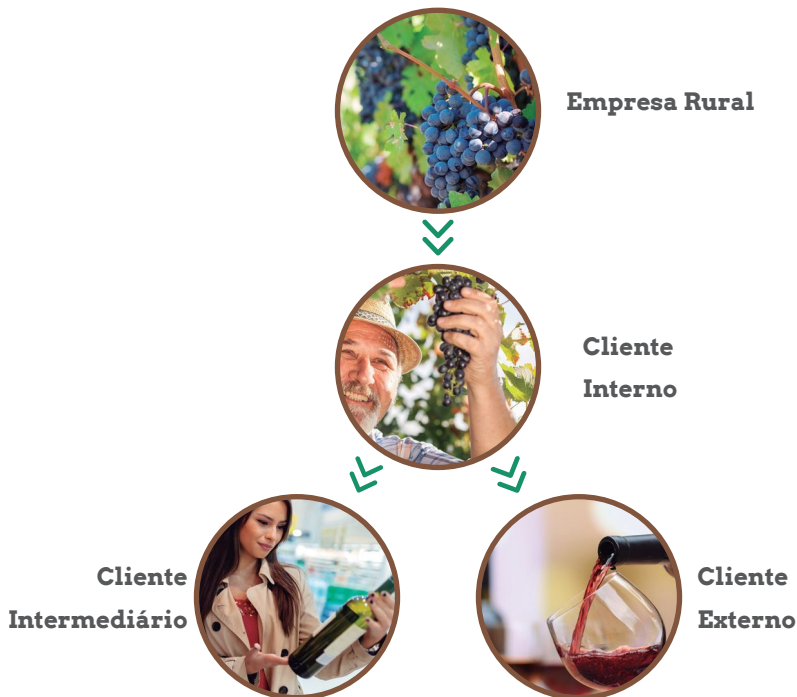 Empresa Rural
Cliente
Interno
Cliente
Intermediário
Cliente
Externo